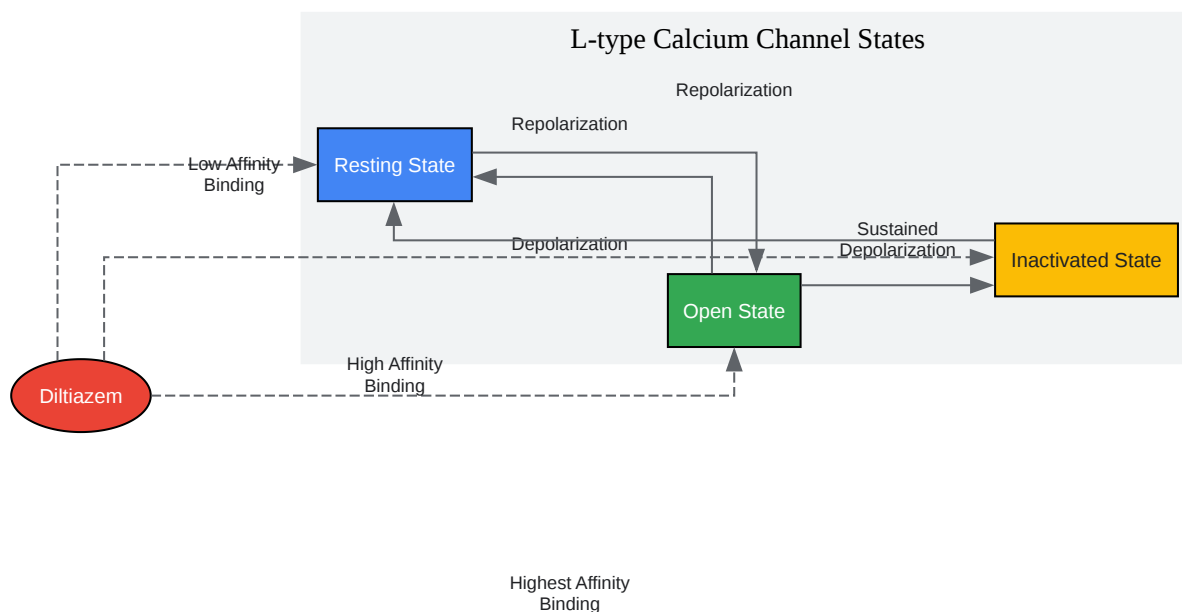 L-type Calcium Channel States
Repolarization
Repolarization
Resting State
Low Affinity
Binding
Sustained
Depolarization
Depolarization
Inactivated State
Open State
High Affinity
Binding
Diltiazem
Highest Affinity
Binding